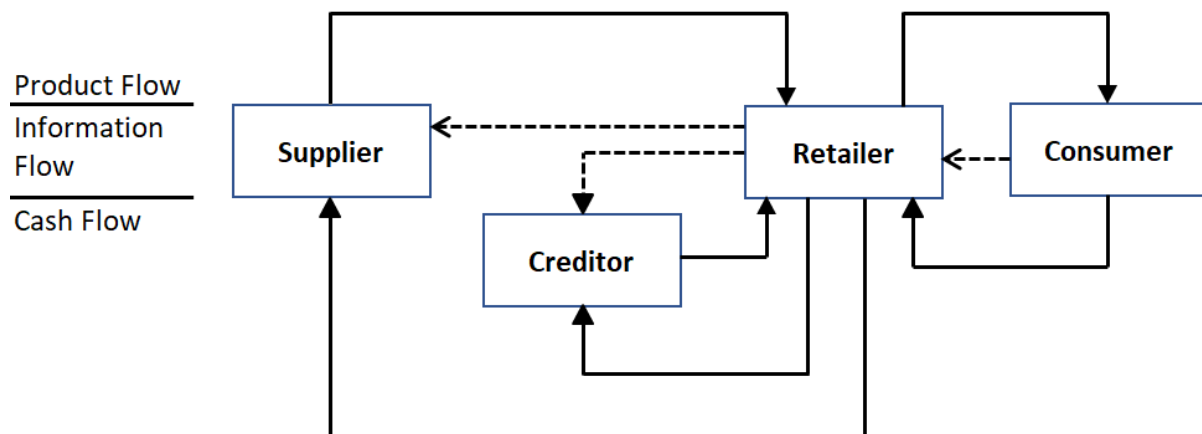 Product Flow
Information
Flow
Cash Flow
Supplier
Retailer
Consumer
Creditor